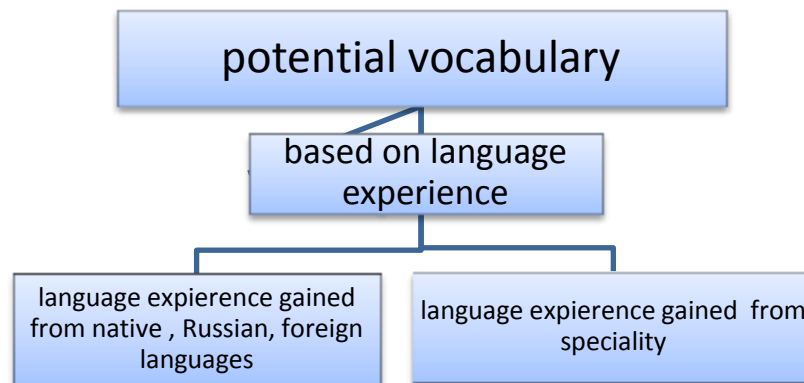 potential vocabulary
based on language
experience
language expierence gained
from native , Russian, foreign
languages
language expierence gained  from
speciality